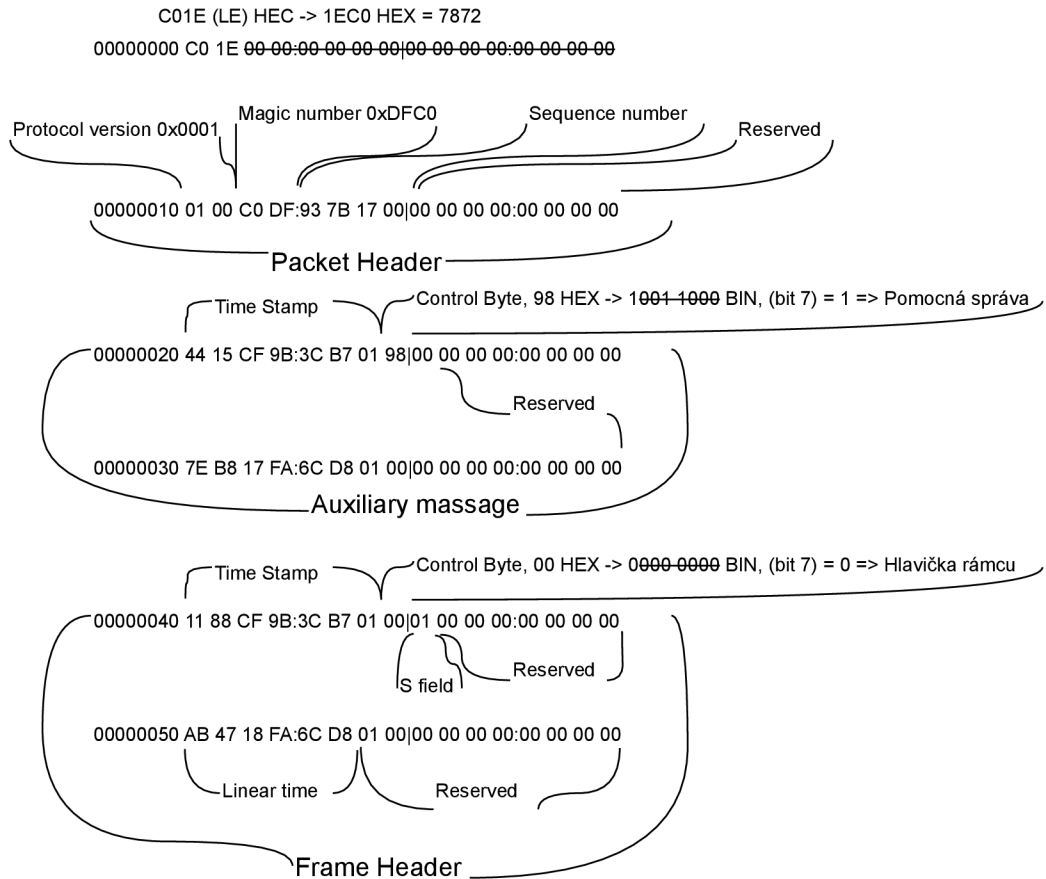 C01E (LE) HEC -> 1EC0 HEX = 7872
00000000 C0 1E 00 00:00 00 00 00|00 00 00 00:00 00 00 00
Magic number 0xDFC0
Sequence number
Protocol version 0x0001
Reserved
00000010 01 00 C0 DF:93 7B 17 00|00 00 00 00:00 00 00 00
Packet Header
Time Stamp
Control Byte, 98 HEX -> 1001 1000 BIN, (bit 7) = 1 => Pomocná správa
00000020 44 15 CF 9B:3C B7 01 98|00 00 00 00:00 00 00 00
Reserved
00000030 7E B8 17 FA:6C D8 01 00|00 00 00 00:00 00 00 00
Auxiliary massage
Time Stamp
Control Byte, 00 HEX -> 0000 0000 BIN, (bit 7) = 0 => Hlavička rámcu
00000040 11 88 CF 9B:3C B7 01 00|01 00 00 00:00 00 00 00
Reserved
S field
00000050 AB 47 18 FA:6C D8 01 00|00 00 00 00:00 00 00 00
Linear time
Reserved
Frame Header